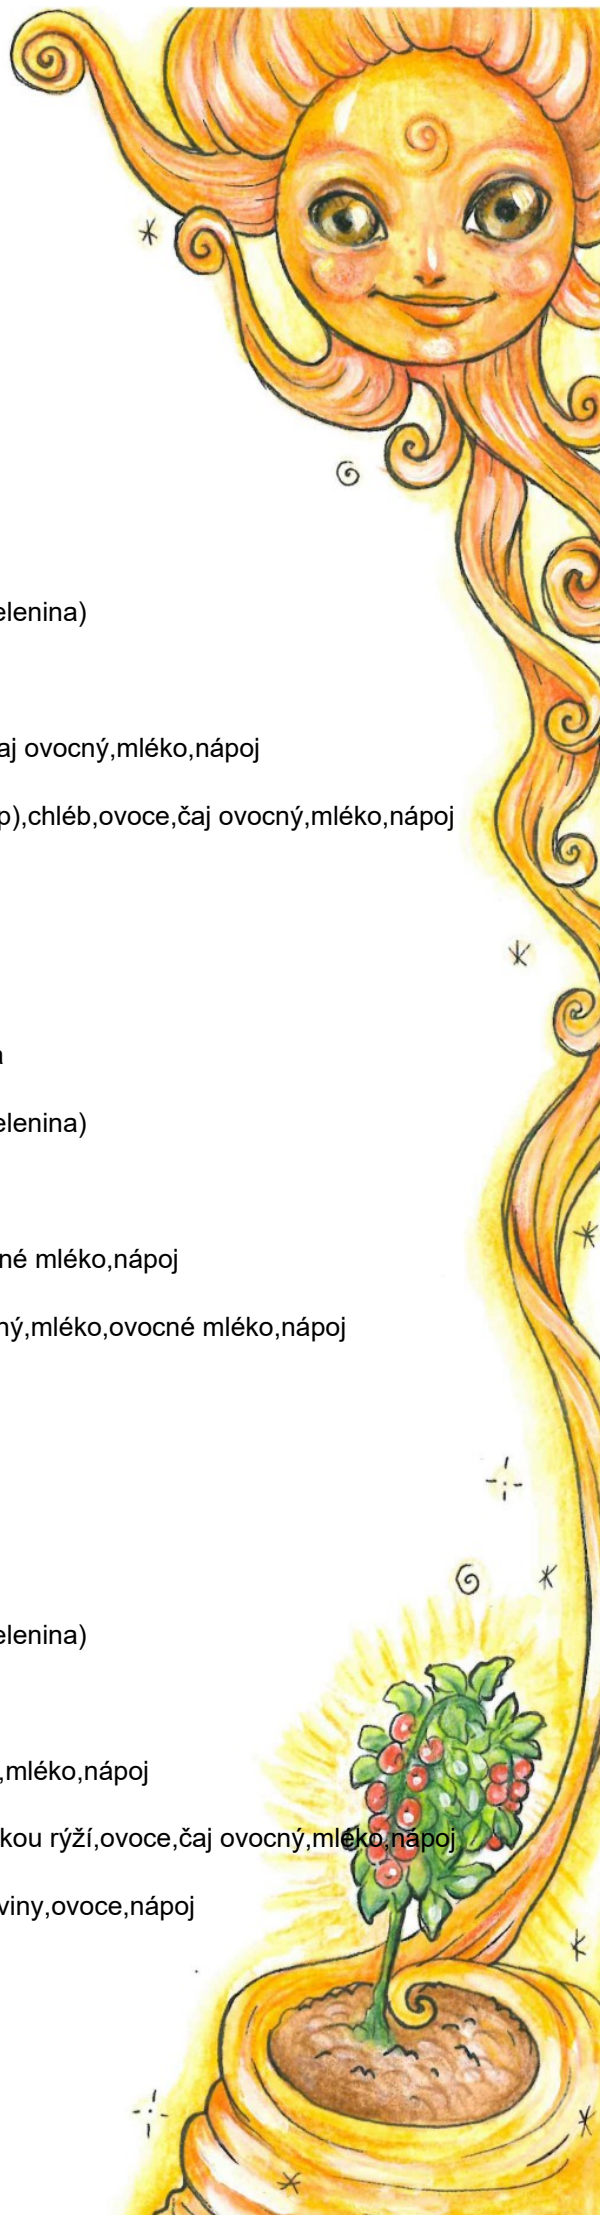 elenina)
aj ovocný,mléko,nápoj
p),chléb,ovoce,čaj ovocný,mléko,nápoj
a
elenina)
né mléko,nápoj
ný,mléko,ovocné mléko,nápoj
elenina)
,mléko,nápoj
kou rýží,ovoce,čaj ovocný,mléko,nápoj
viny,ovoce,nápoj